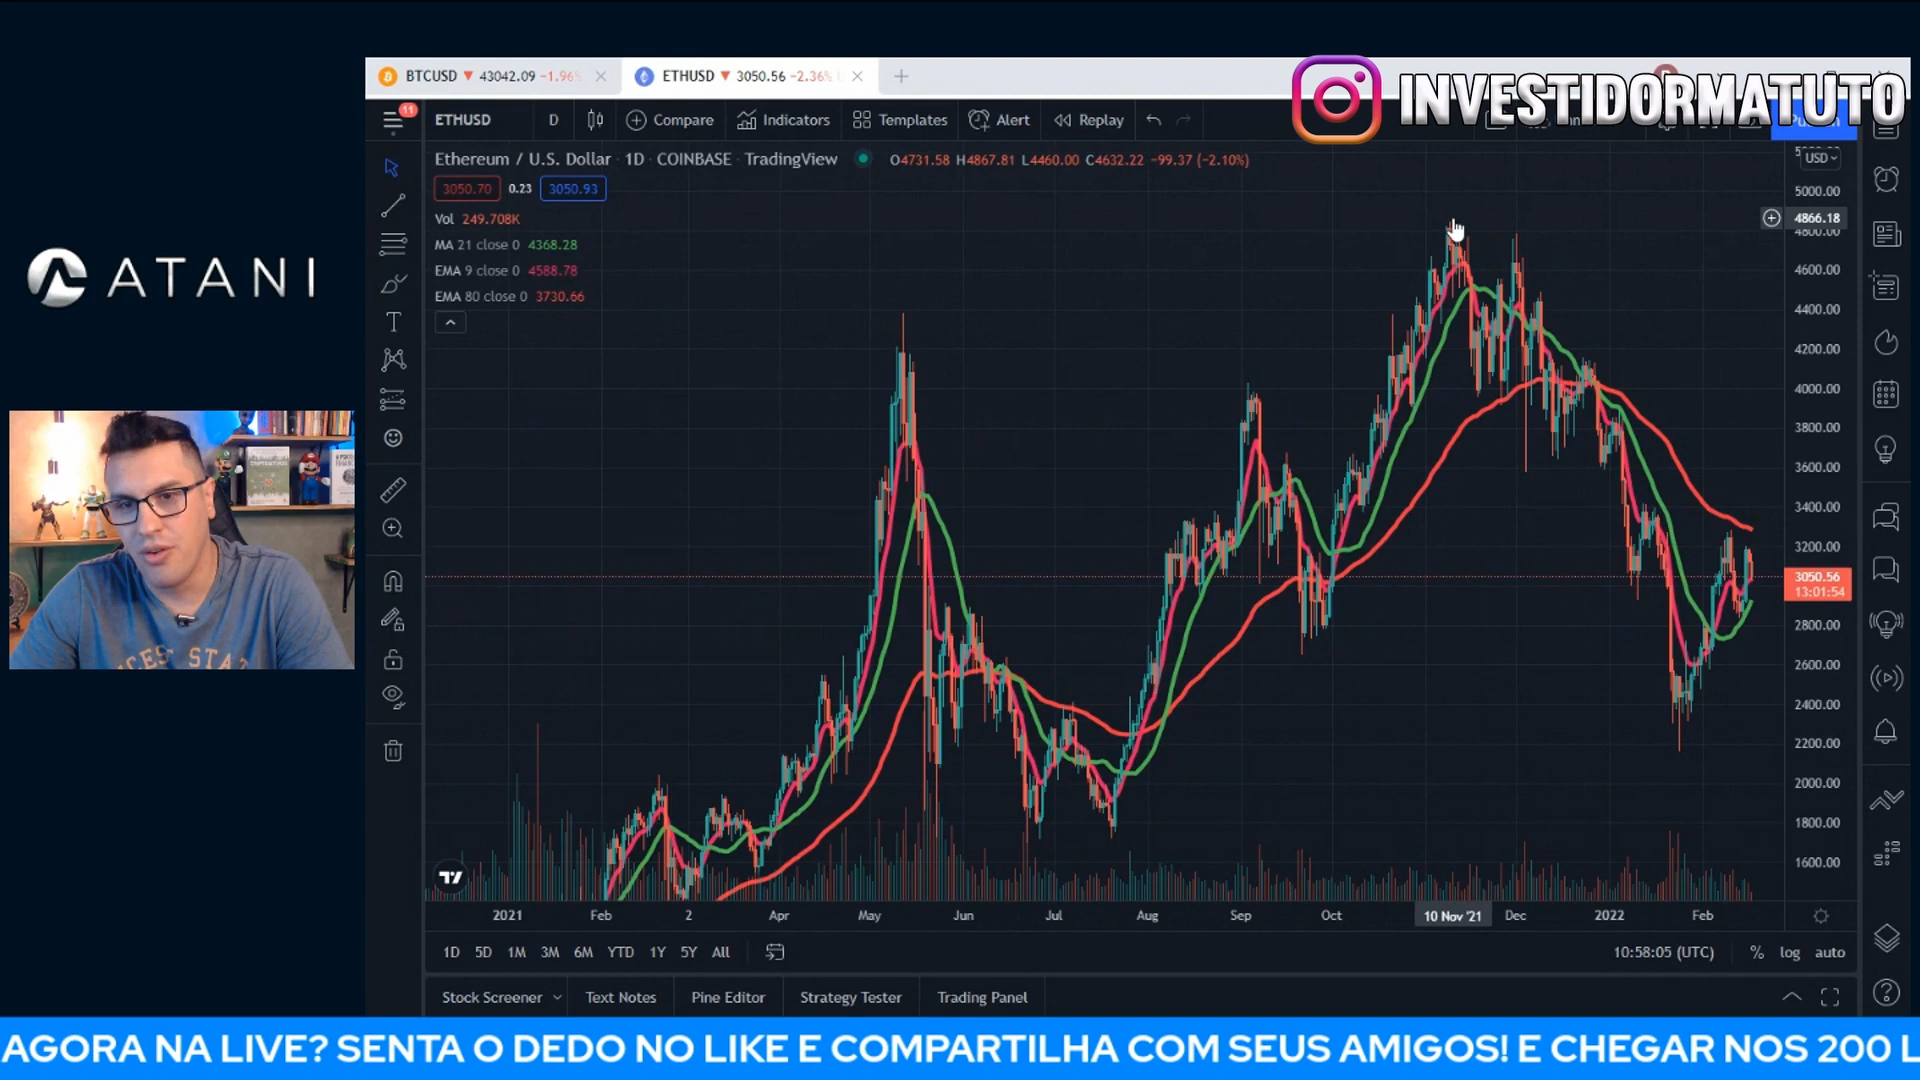 BTCUSD 43042.09 -1.96%
ETHUSD 3050.56 -2.36%
INVESTIDORMATUTO
11
ETHUSD D Compare Indicators Templates Alert Replay
Ethereum / U.S. Dollar · 1D · COINBASE · TradingView O4731.58 H4867.81 L4460.00 C4632.22 -99.37 (-2.10%)
USD
3050.70 0.23 3050.93
Vol 249.708K
MA 21 close 0 4368.28
EMA 9 close 0 4588.78
EMA 80 close 0 3730.66
ATANI
5000.00
4866.18
4800.00
4600.00
4400.00
4200.00
4000.00
3800.00
3600.00
3400.00
3200.00
3050.56
13:01:54
2800.00
2600.00
2400.00
2200.00
2000.00
1800.00
1600.00
2021 Feb 2 Apr May Jun Jul Aug Sep Oct 10 Nov '21 Dec 2022 Feb
1D 5D 1M 3M 6M YTD 1Y 5Y All 10:58:05 (UTC) % log auto
Stock Screener Text Notes Pine Editor Strategy Tester Trading Panel
AGORA NA LIVE? SENTA O DEDO NO LIKE E COMPARTILHA COM SEUS AMIGOS! E CHEGAR NOS 200 L